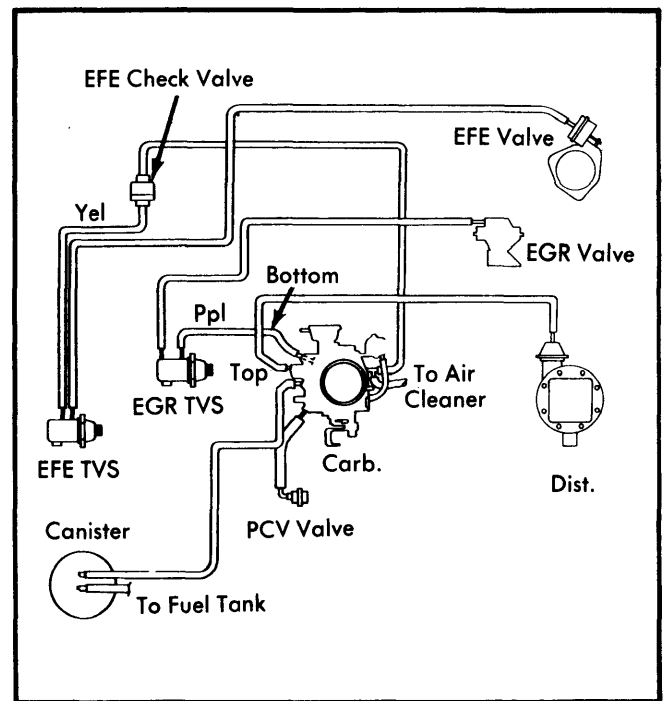 EFE Check Valve
EFE Valve
Yel
EGR Valve
Bottom
Ppl
Top
To Air
Cleaner
EGR TVS
EFE TVS
Carb.
Dist.
Canister
PCV Valve
To Fuel Tank